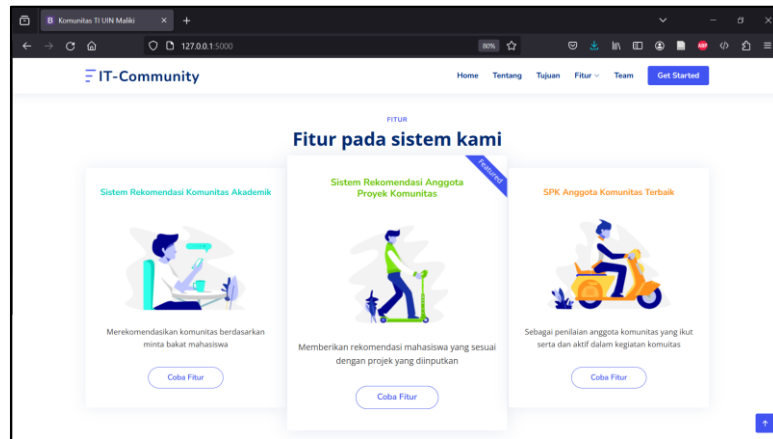 Komunitas TI UIN Maliki
127.0.0.1:5000
80%
IT-Community
Home Tentang Tujuan Fitur Team Get Started
FITUR
Fitur pada sistem kami
Featured
Sistem Rekomendasi Komunitas Akademik
Merekomendasikan komunitas berdasarkan
minta bakat mahasiswa
Coba Fitur
Sistem Rekomendasi Anggota
Proyek Komunitas
Memberikan rekomendasi mahasiswa yang sesuai
dengan projek yang diinputkan
Coba Fitur
SPK Anggota Komunitas Terbaik
Sebagai penilaian anggota komunitas yang ikut
serta dan aktif dalam kegiatan komuitas
Coba Fitur